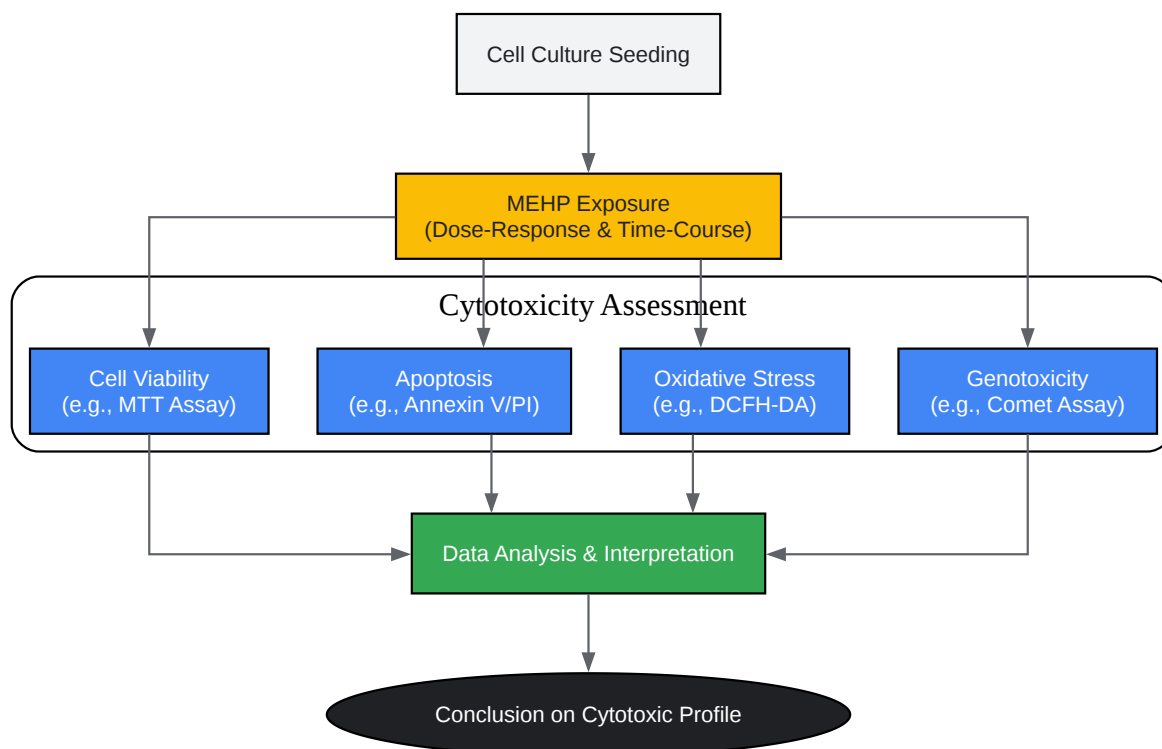 Cell Culture Seeding
MEHP Exposure
(Dose-Response & Time-Course)
Cytotoxicity Assessment
Cell Viability
(e.g., MTT Assay)
Apoptosis
(e.g., Annexin V/PI)
Oxidative Stress
(e.g., DCFH-DA)
Genotoxicity
(e.g., Comet Assay)
Data Analysis & Interpretation
Conclusion on Cytotoxic Profile